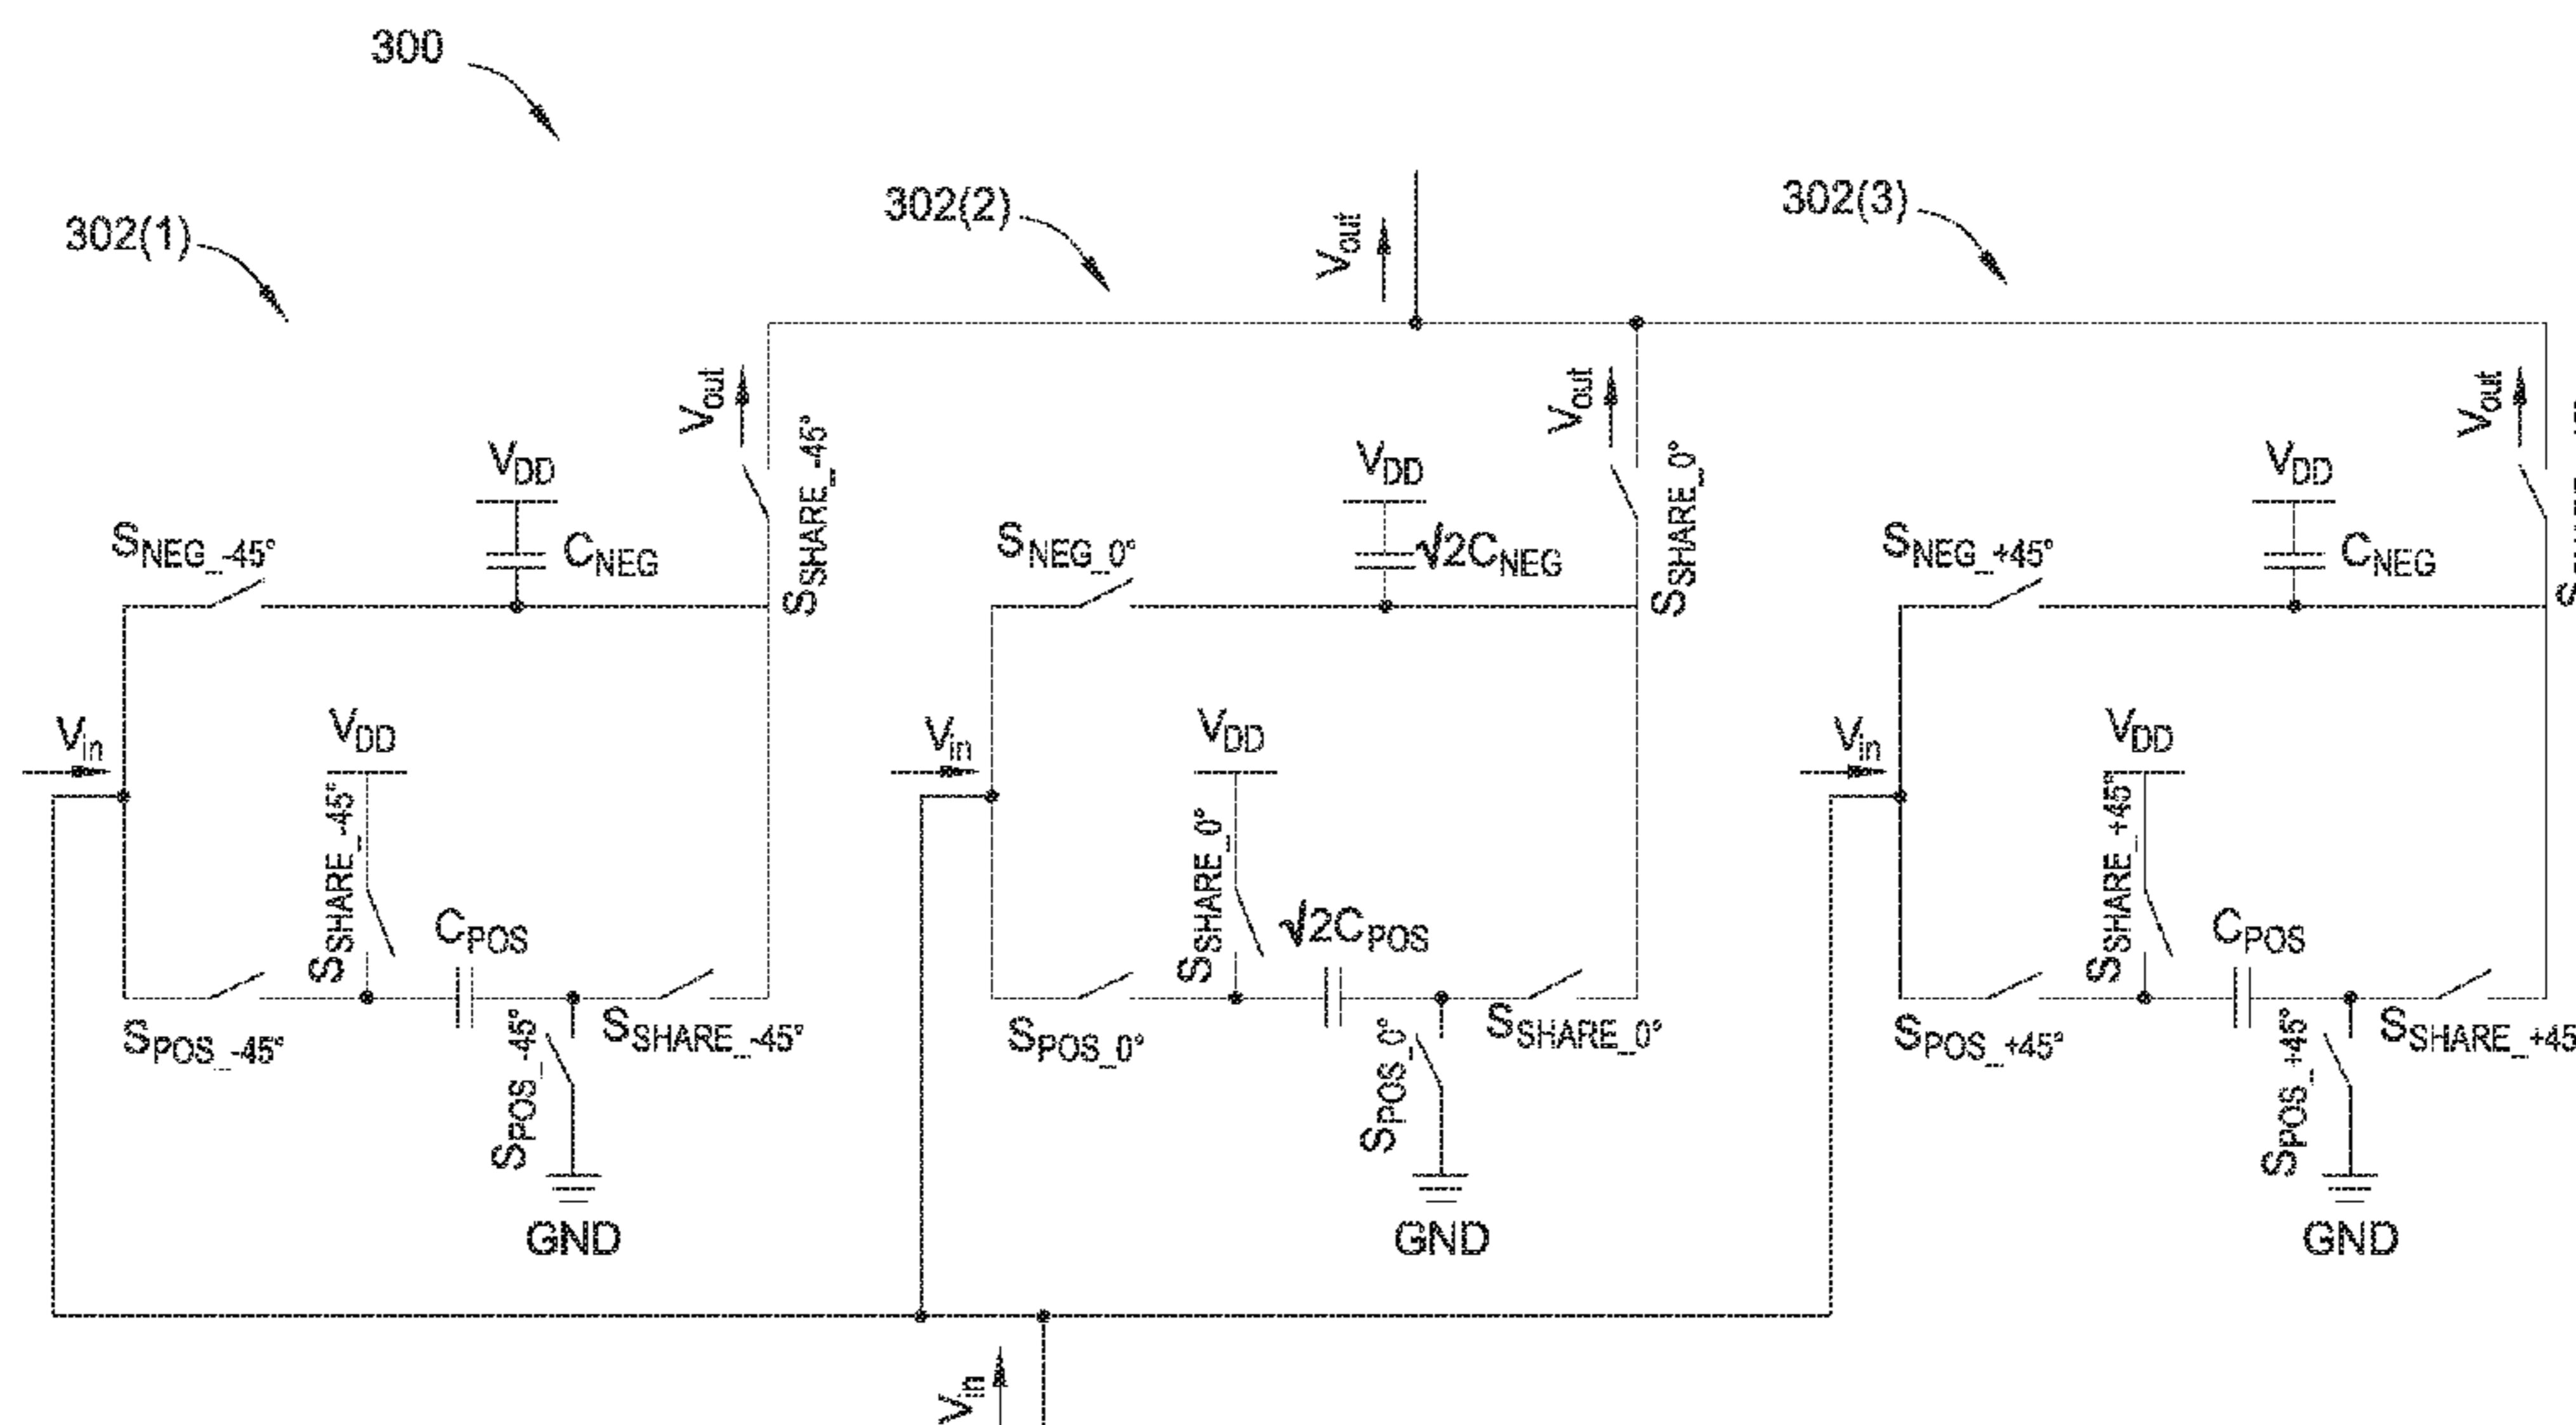 300
302(1)
302(2)
302(3)
Vout
Vout
Vout
Vout
VDD
VDD
VDD
SNEG_-45°
CNEG
SSHARE_-45°
SNEG_0°
√2CNEG
SSHARE_0°
SNEG_+45°
CNEG
Vin
VDD
Vin
VDD
Vin
VDD
SSHARE_-45°
CPOS
SSHARE_0°
√2CPOS
SSHARE_+45°
CPOS
SPOS_-45°
SPOS_-45°
SSHARE_-45°
SPOS_0°
SPOS_0°
SSHARE_0°
SPOS_+45°
SPOS_+45°
SSHARE_+45
GND
GND
GND
Vin